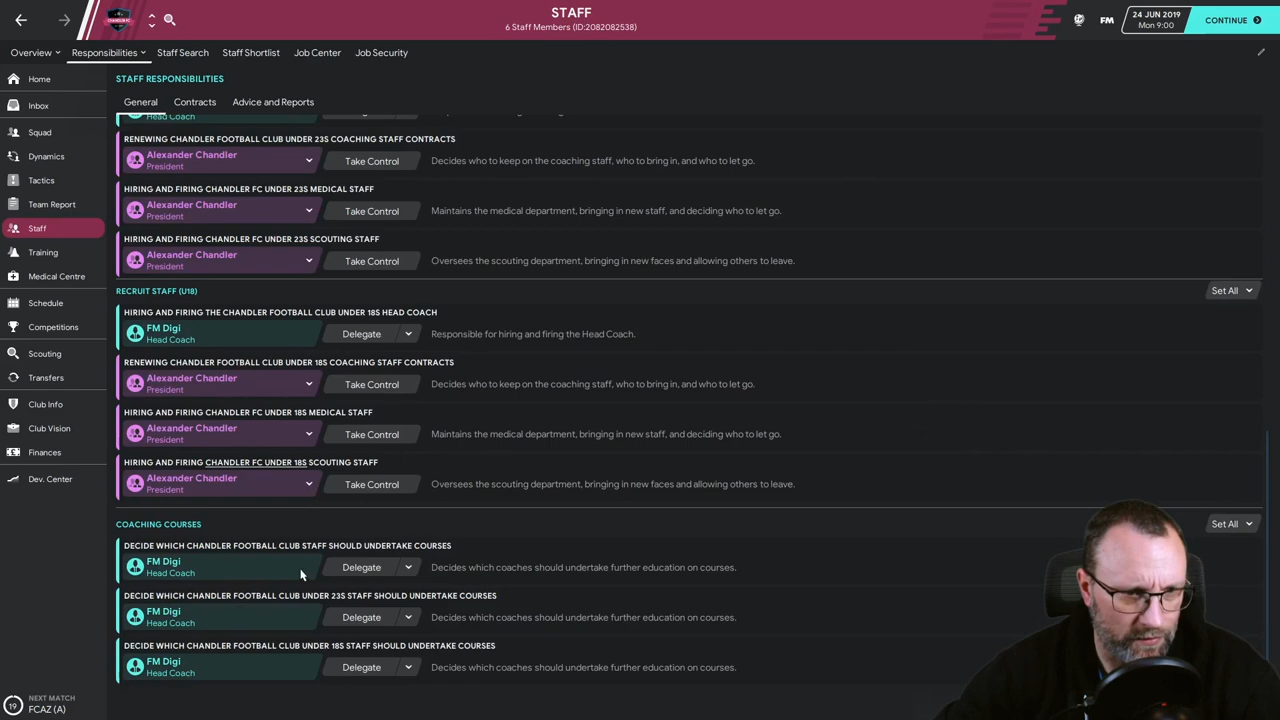 STAFF
6 Staff Members (ID:2082082538)
FM
24 JUN 2019
Mon 9:00
CONTINUE
Overview
Responsibilities
Staff Search
Staff Shortlist
Job Center
Job Security
Home
Inbox
Squad
Dynamics
Tactics
Team Report
Staff
Training
Medical Centre
Schedule
Competitions
Scouting
Transfers
Club Info
Club Vision
Finances
Dev. Center
19
NEXT MATCH
FCAZ (A)
STAFF RESPONSIBILITIES
General
Contracts
Advice and Reports
Head Coach
RENEWING CHANDLER FOOTBALL CLUB UNDER 23S COACHING STAFF CONTRACTS
Alexander Chandler
President
Take Control
Decides who to keep on the coaching staff, who to bring in, and who to let go.
HIRING AND FIRING CHANDLER FC UNDER 23S MEDICAL STAFF
Alexander Chandler
President
Take Control
Maintains the medical department, bringing in new staff, and deciding who to let go.
HIRING AND FIRING CHANDLER FC UNDER 23S SCOUTING STAFF
Alexander Chandler
President
Take Control
Oversees the scouting department, bringing in new faces and allowing others to leave.
RECRUIT STAFF (U18)
Set All
HIRING AND FIRING THE CHANDLER FOOTBALL CLUB UNDER 18S HEAD COACH
FM Digi
Head Coach
Delegate
Responsible for hiring and firing the Head Coach.
RENEWING CHANDLER FOOTBALL CLUB UNDER 18S COACHING STAFF CONTRACTS
Alexander Chandler
President
Take Control
Decides who to keep on the coaching staff, who to bring in, and who to let go.
HIRING AND FIRING CHANDLER FC UNDER 18S MEDICAL STAFF
Alexander Chandler
President
Take Control
Maintains the medical department, bringing in new staff, and deciding who to let go.
HIRING AND FIRING CHANDLER FC UNDER 18S SCOUTING STAFF
Alexander Chandler
President
Take Control
Oversees the scouting department, bringing in new faces and allowing others to leave.
COACHING COURSES
Set All
DECIDE WHICH CHANDLER FOOTBALL CLUB STAFF SHOULD UNDERTAKE COURSES
FM Digi
Head Coach
Delegate
Decides which coaches should undertake further education on courses.
DECIDE WHICH CHANDLER FOOTBALL CLUB UNDER 23S STAFF SHOULD UNDERTAKE COURSES
FM Digi
Head Coach
Delegate
Decides which coaches should undertake further education on courses.
DECIDE WHICH CHANDLER FOOTBALL CLUB UNDER 18S STAFF SHOULD UNDERTAKE COURSES
FM Digi
Head Coach
Delegate
Decides which coaches should undertake further education on courses.